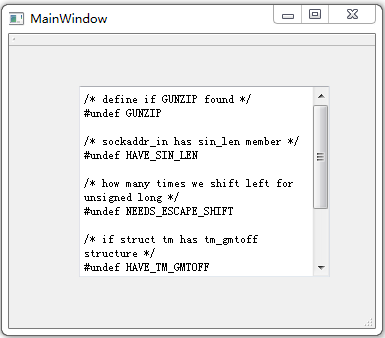 MainWindow
/* define if GUNZIP found */
#undef GUNZIP
/* sockaddr_in has sin_len member */
#undef HAVE_SIN_LEN
/* how many times we shift left for
unsigned long */
#undef NEEDS_ESCAPE_SHIFT
/* if struct tm has tm_gmtoff
structure */
#undef HAVE_TM_GMTOFF